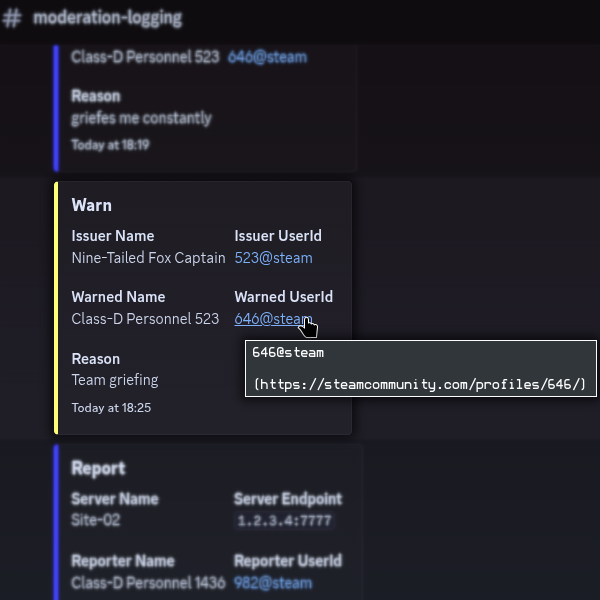 # moderation-logging
Class-D Personnel 523 646@steam
Reason
griefes me constantly
Today at 18:19
Warn
Issuer Name Issuer UserId
Nine-Tailed Fox Captain 523@steam
Warned Name Warned UserId
Class-D Personnel 523 646@steam
646@steam
(https://steamcommunity.com/profiles/646/)
Reason
Team griefing
Today at 18:25
Report
Server Name Server Endpoint
Site-02 1.2.3.4:7777
Reporter Name Reporter UserId
Class-D Personnel 1436 982@steam